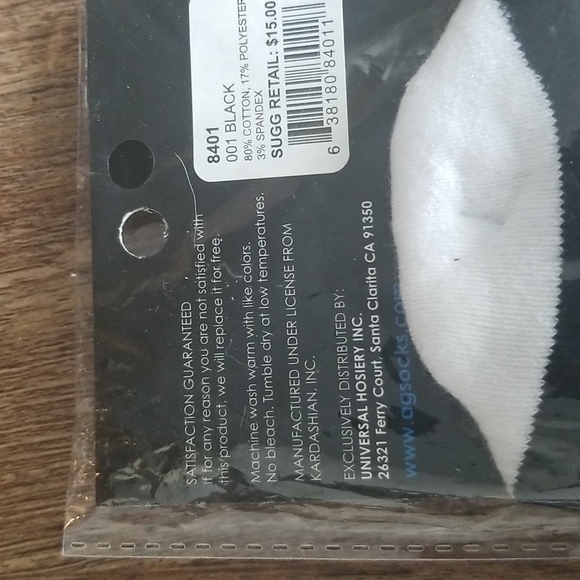 8401
001 BLACK
80% COTTON, 17% POLYESTER
3% SPANDEX
SUGG RETAIL: $15.00
6 38180 84011
SATISFACTION GUARANTEED
If for any reason you are not satisfied with
this product, we will replace it for free.
Machine wash warm with like colors.
No bleach. Tumble dry at low temperatures.
MANUFACTURED UNDER LICENSE FROM
KARDASHIAN, INC.
EXCLUSIVELY DISTRIBUTED BY:
UNIVERSAL HOSIERY INC.
26321 Ferry Court, Santa Clarita CA 91350
www.agsocks.com